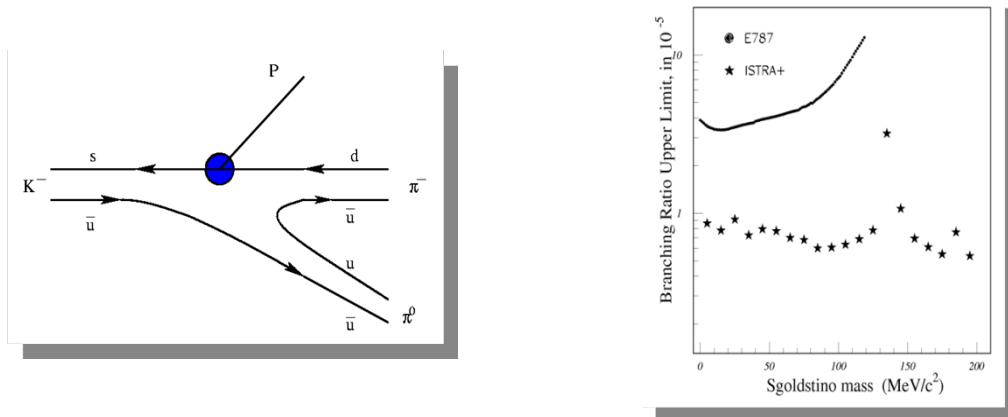 P
s
d
K⁻
π⁻
u̅
u̅
u
u̅
π⁰
Branching Ratio Upper Limit, in 10⁻⁵
E787
ISTRA+
10
1
0
50
100
150
200
Sgoldstino mass (MeV/c²)